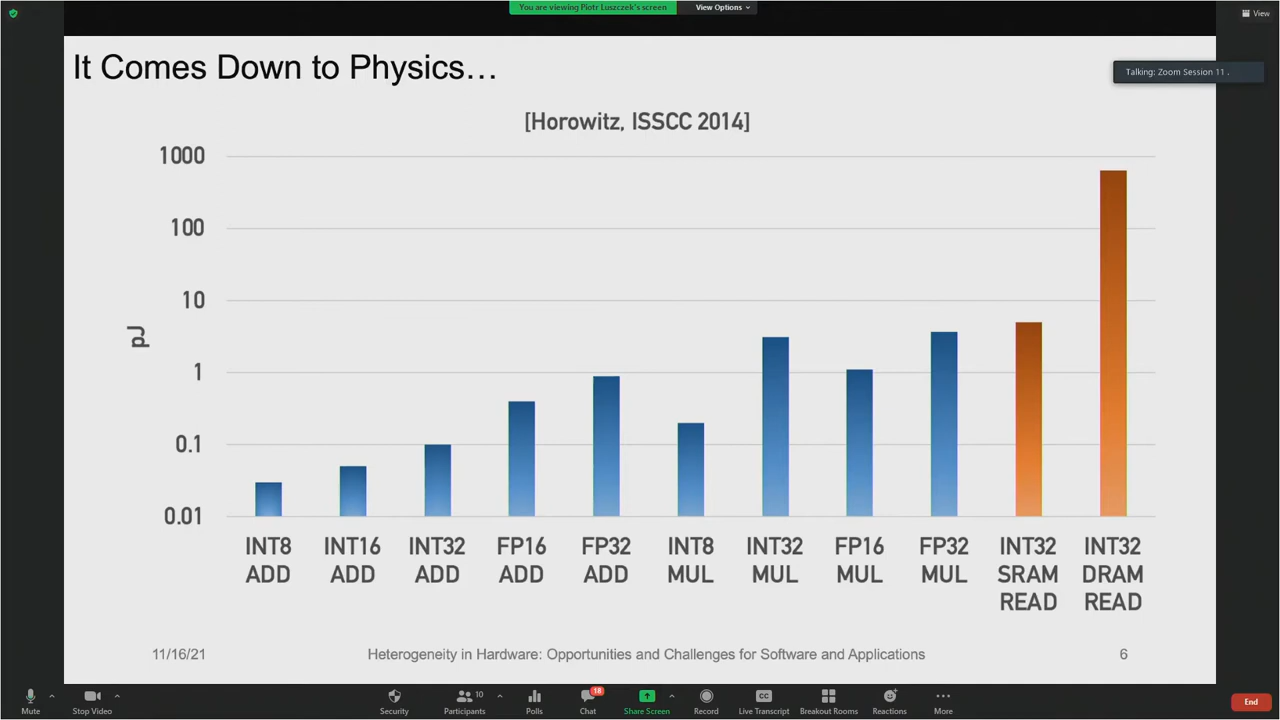 You are viewing Piotr Luszczek's screen
View Options
View
It Comes Down to Physics…
Talking: Zoom Session 11 .
[Horowitz, ISSCC 2014]
1000
100
10
1
0.1
0.01
pJ
INT8 ADD
INT16 ADD
INT32 ADD
FP16 ADD
FP32 ADD
INT8 MUL
INT32 MUL
FP16 MUL
FP32 MUL
INT32 SRAM READ
INT32 DRAM READ
11/16/21
Heterogeneity in Hardware: Opportunities and Challenges for Software and Applications
6
Mute
Stop Video
Security
10
Participants
Polls
18
Chat
Share Screen
Record
CC
Live Transcript
Breakout Rooms
Reactions
More
End